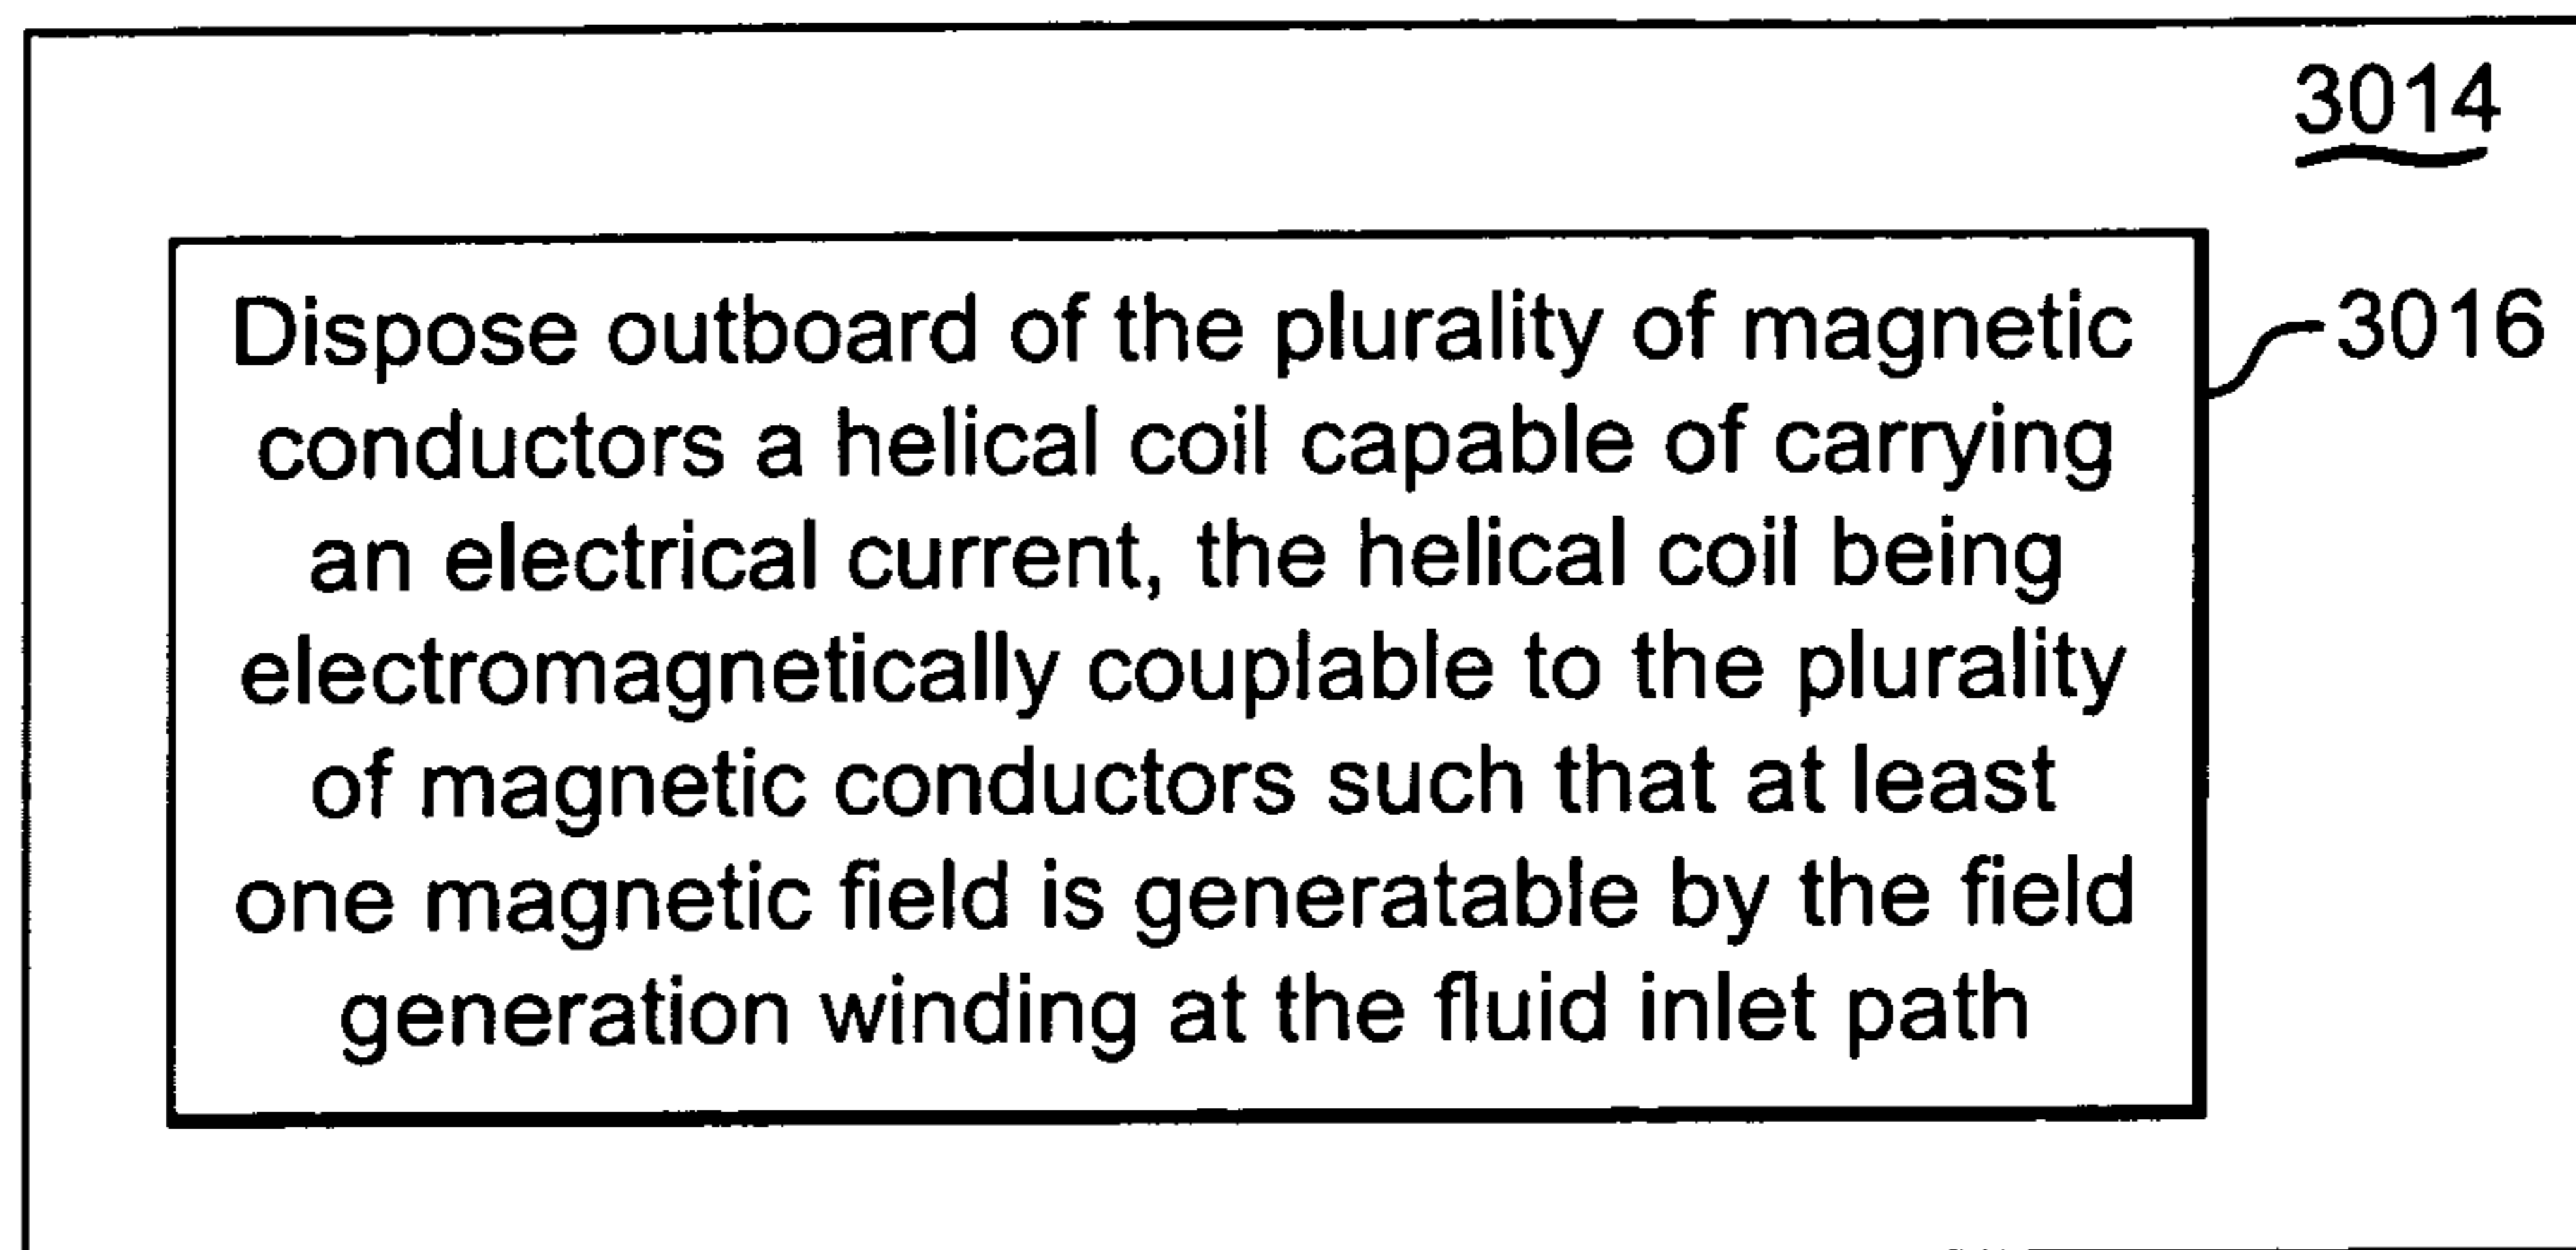 3014
Dispose outboard of the plurality of magnetic
3016
conductors a helical coil capable of carrying
an electrical current, the helical coil being
electromagnetically couplable to the plurality
of magnetic conductors such that at least
one magnetic field is generatable by the field
generation winding at the fluid inlet path